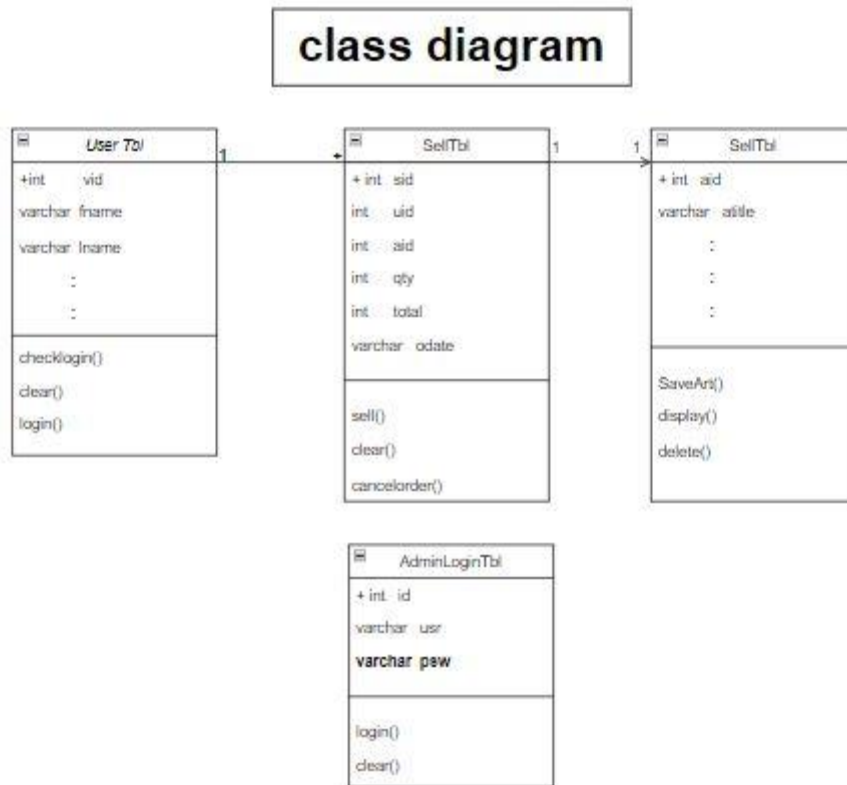 class diagram
User Tbl
+int vid
varchar fname
varchar lname
:
:
checklogin()
clear()
login()
1
*
SellTbl
+ int sid
int uid
int aid
int qty
int total
varchar odate
sell()
clear()
cancelorder()
1
1
SellTbl
+ int aid
varchar atitle
:
:
:
SaveArt()
display()
delete()
AdminLoginTbl
+ int id
varchar usr
varchar psw
login()
clear()